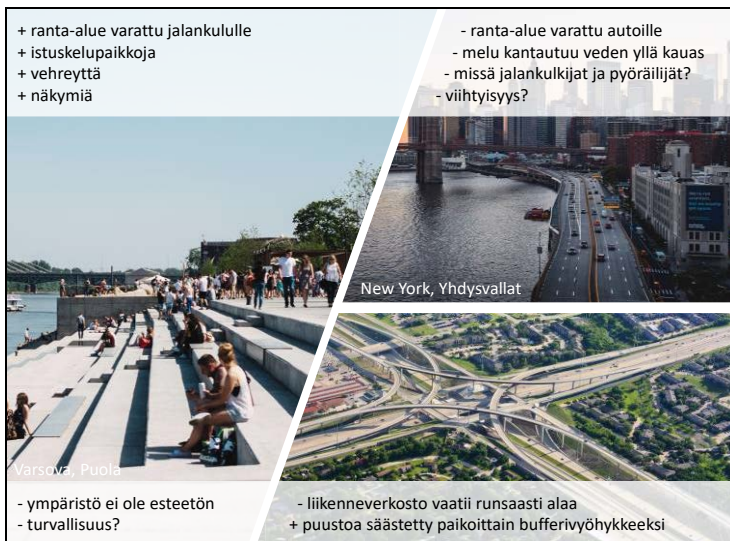 + ranta-alue varattu jalankululle
+ istuskelupaikkoja
+ vehreyttä
+ näkymiä
- ranta-alue varattu autoille
- melu kantautuu veden yllä kauas
- missä jalankulkijat ja pyöräilijät?
- viihtyisyys?
New York, Yhdysvallat
Varsova, Puola
- ympäristö ei ole esteetön
- turvallisuus?
- liikenneverkosto vaatii runsaasti alaa
+ puustoa säästetty paikoittain bufferivyöhykkeeksi